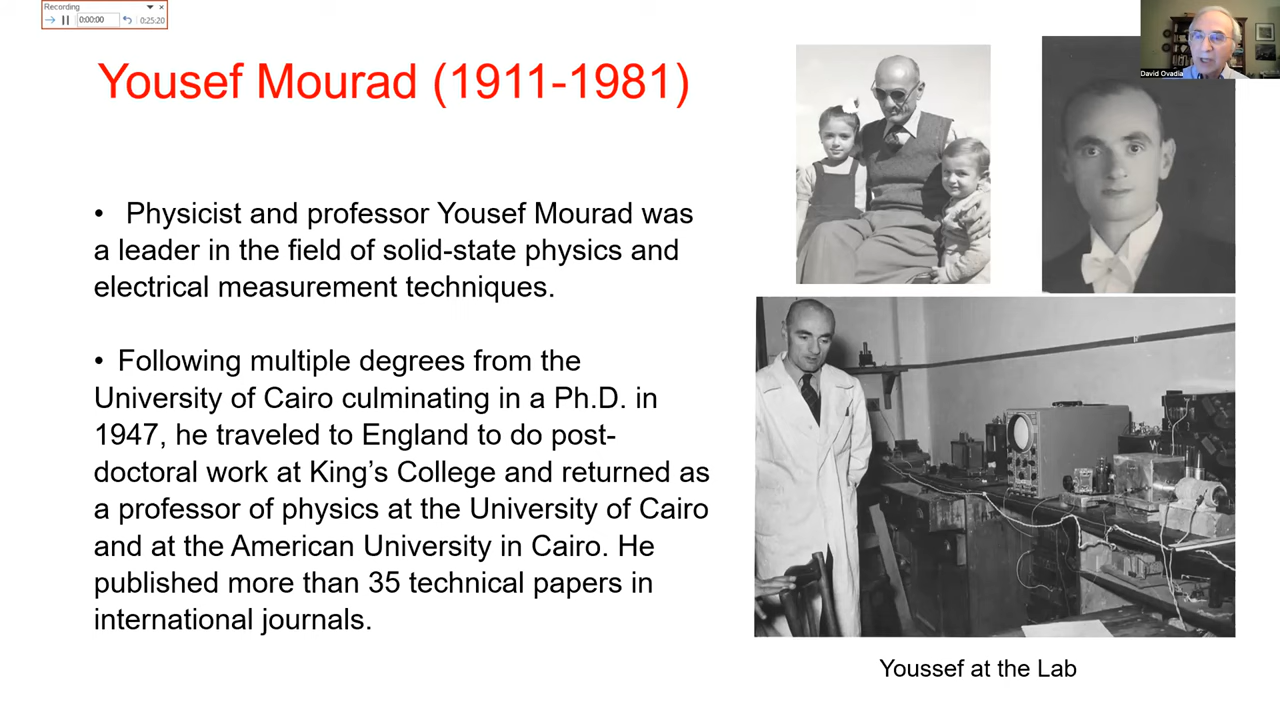 Recording
0:00:00
0:25:20
David Ovadia
Yousef Mourad (1911-1981)
• Physicist and professor Yousef Mourad was
a leader in the field of solid-state physics and
electrical measurement techniques.
• Following multiple degrees from the
University of Cairo culminating in a Ph.D. in
1947, he traveled to England to do post-
doctoral work at King’s College and returned as
a professor of physics at the University of Cairo
and at the American University in Cairo. He
published more than 35 technical papers in
international journals.
Youssef at the Lab